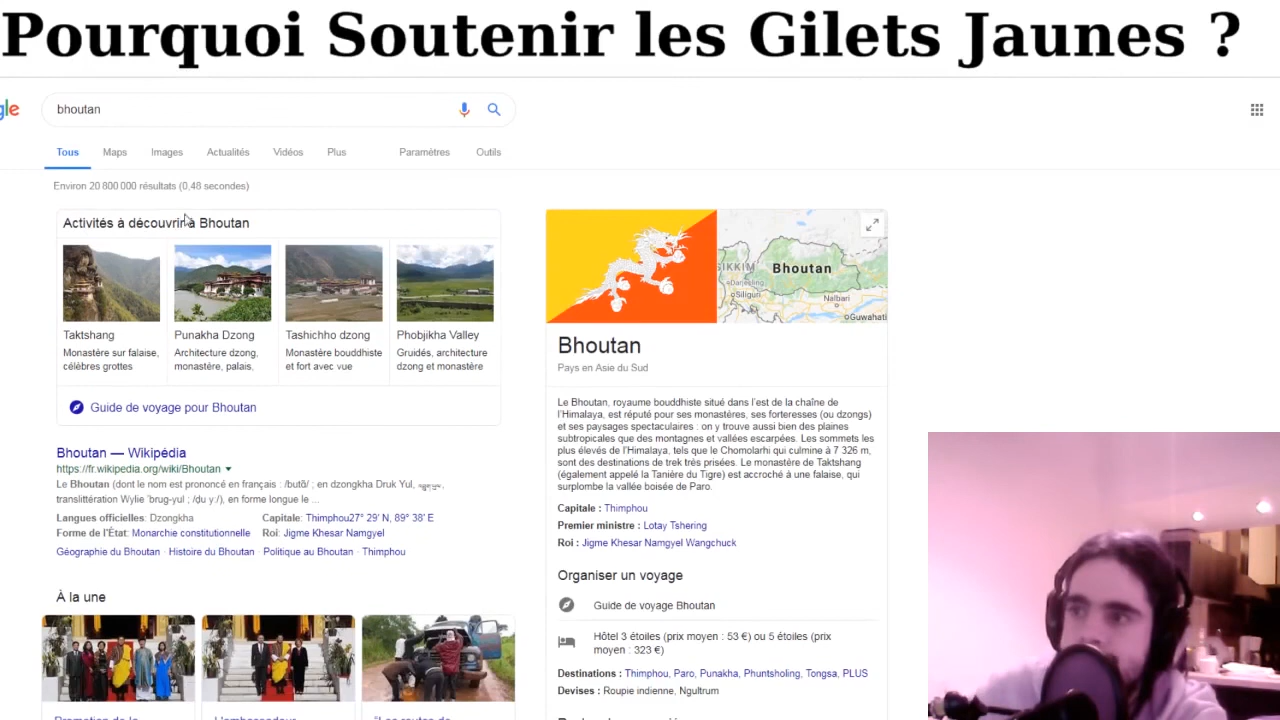 Pourquoi Soutenir les Gilets Jaunes ?
gle
bhoutan
Tous Maps Images Actualités Vidéos Plus Paramètres Outils
Environ 20 800 000 résultats (0,48 secondes)
Activités à découvrir à Bhoutan
Taktshang
Monastère sur falaise,
célèbres grottes
Punakha Dzong
Architecture dzong,
monastère, palais,
Tashichho dzong
Monastère bouddhiste
et fort avec vue
Phobjikha Valley
Gruidés, architecture
dzong et monastère
Guide de voyage pour Bhoutan
Bhoutan — Wikipédia
https://fr.wikipedia.org/wiki/Bhoutan
Le Bhoutan (dont le nom est prononcé en français : /butɑ̃/ ; en dzongkha Druk Yul,
translittération Wylie 'brug-yul ; /ɖu y:/), en forme longue le ...
Langues officielles: Dzongkha Capitale: Thimphou27° 29′ N, 89° 38′ E
Forme de l'État: Monarchie constitutionnelle Roi: Jigme Khesar Namgyel
Géographie du Bhoutan · Histoire du Bhoutan · Politique au Bhoutan · Thimphou
À la une
Promotion de la
L'ambassadeur
"Les routes de
SIKKIM
Darjeeling
Siliguri
Bhoutan
Nalbari
Guwahati
Bhoutan
Pays en Asie du Sud
Le Bhoutan, royaume bouddhiste situé dans l'est de la chaîne de
l'Himalaya, est réputé pour ses monastères, ses forteresses (ou dzongs)
et ses paysages spectaculaires : on y trouve aussi bien des plaines
subtropicales que des montagnes et vallées escarpées. Les sommets les
plus élevés de l'Himalaya, tels que le Chomolarhi qui culmine à 7 326 m,
sont des destinations de trek très prisées. Le monastère de Taktshang
(également appelé la Tanière du Tigre) est accroché à une falaise, qui
surplombe la vallée boisée de Paro.
Capitale : Thimphou
Premier ministre : Lotay Tshering
Roi : Jigme Khesar Namgyel Wangchuck
Organiser un voyage
Guide de voyage Bhoutan
Hôtel 3 étoiles (prix moyen : 53 €) ou 5 étoiles (prix
moyen : 323 €)
Destinations : Thimphou, Paro, Punakha, Phuntsholing, Tongsa, PLUS
Devises : Roupie indienne, Ngultrum